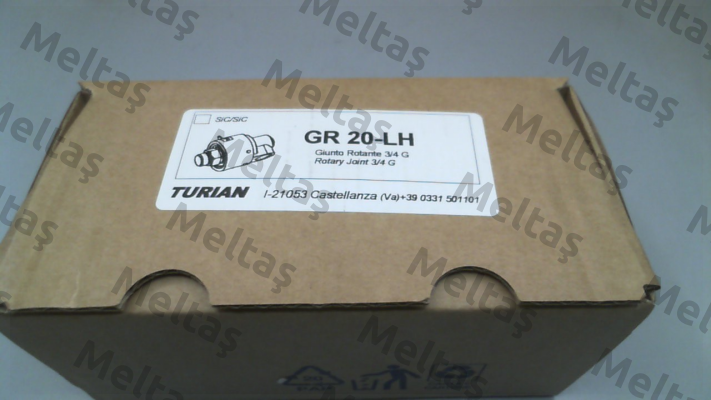 SIC/SIC
GR 20-LH
Giunto Rotante 3/4 G
Rotary Joint 3/4 G
TURIAN I-21053 Castellanza (Va)+39 0331 501101
Meltaş